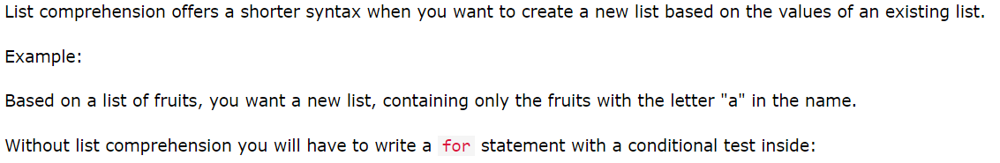 List comprehension offers a shorter syntax when you want to create a new list based on the values of an existing list.
Example:
Based on a list of fruits, you want a new list, containing only the fruits with the letter "a" in the name.
Without list comprehension you will have to write a for statement with a conditional test inside: